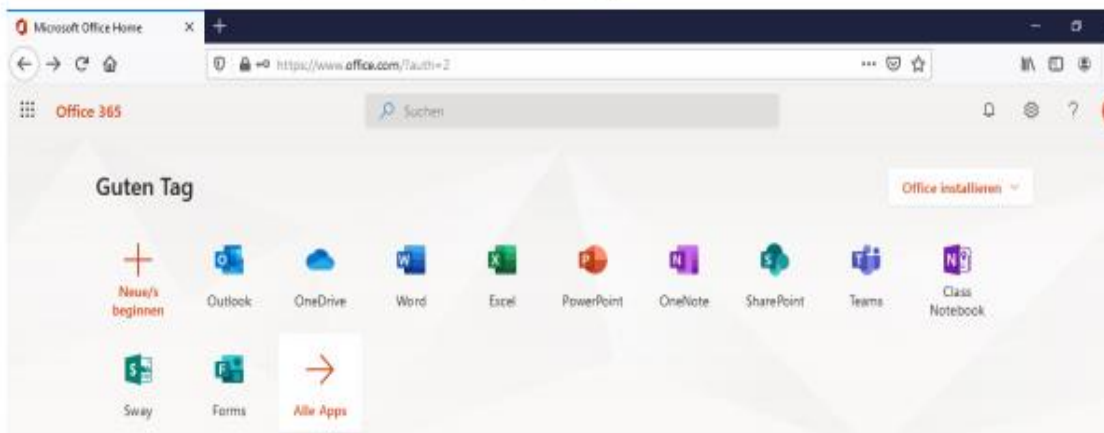 Microsoft Office Home
https://www.office.com/?auth=2
Office 365
Suchen
Guten Tag
Office installieren
Neue/s
beginnen
Outlook
OneDrive
Word
Excel
PowerPoint
OneNote
SharePoint
Teams
Class
Notebook
Sway
Forms
Alle Apps